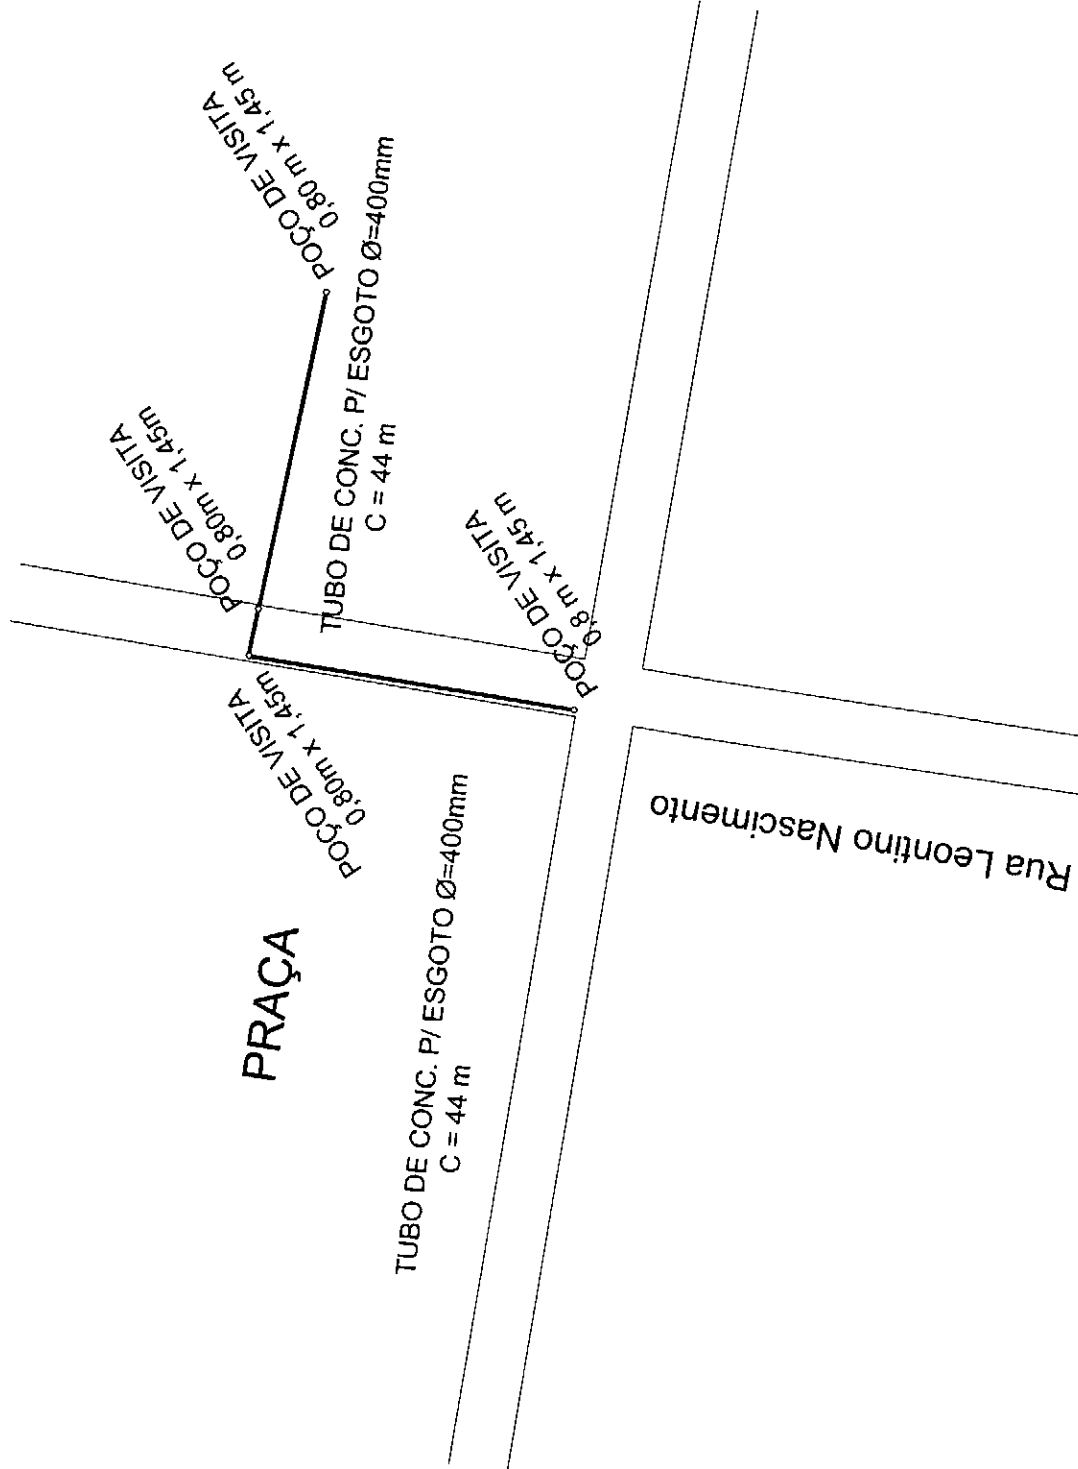 POÇO DE VISITA
0,80 m x 1,45 m
TUBO DE CONC. P/ ESGOTO Ø=400mm
C = 44 m
POÇO DE VISITA
0,80m x 1,45m
POÇO DE VISITA
0,8 m x 1,45 m
POÇO DE VISITA
0,80m x 1,45m
PRAÇA
TUBO DE CONC. P/ ESGOTO Ø=400mm
C = 44 m
Rua Leontino Nascimento